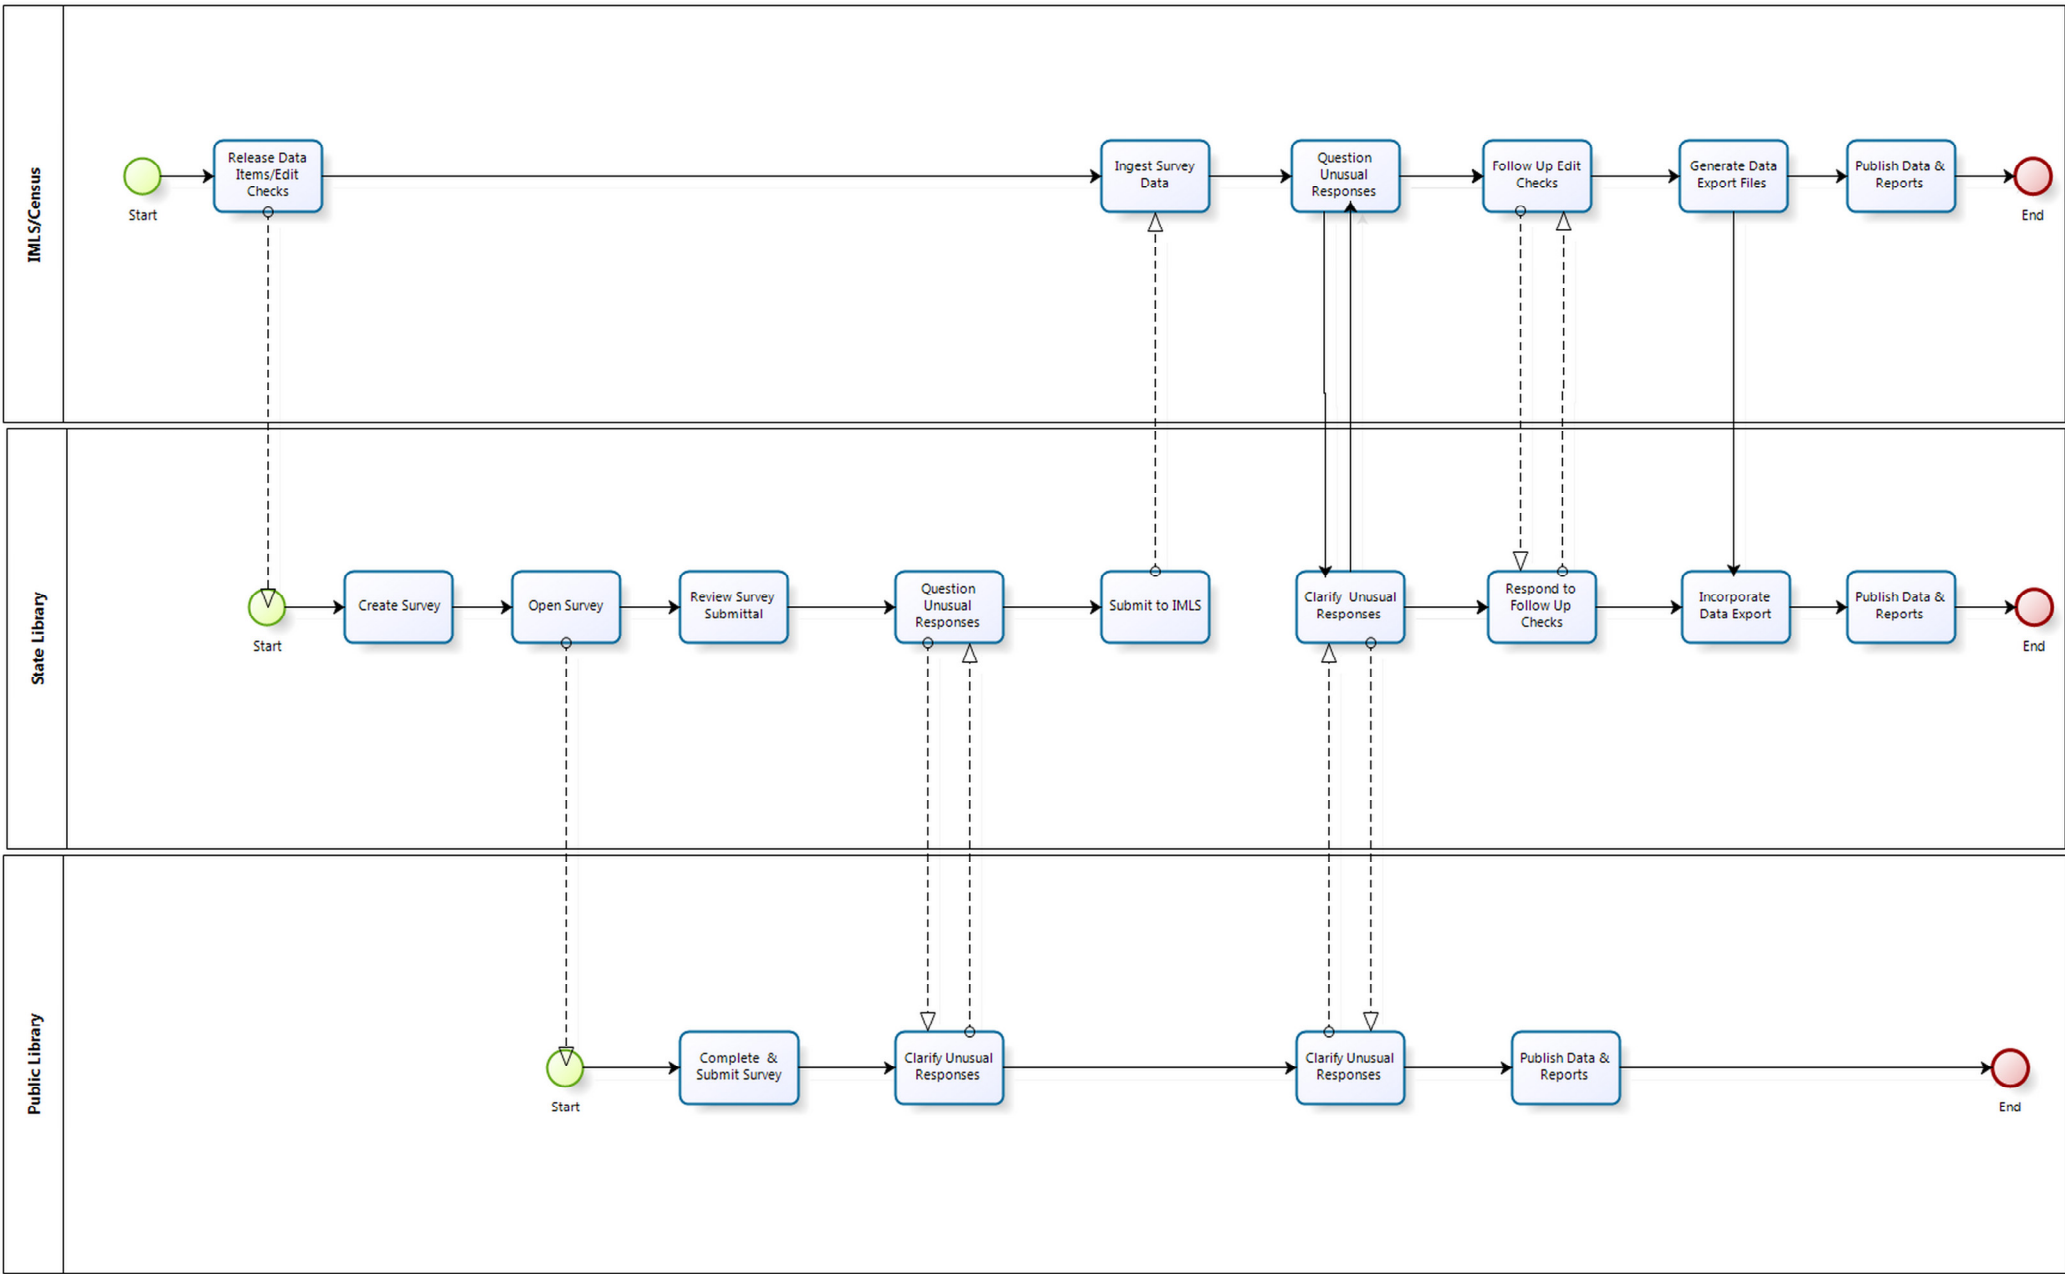 IMLS/Census
Start
Release Data
Items/Edit
Checks
Ingest Survey
Data
Question
Unusual
Responses
Follow Up Edit
Checks
Generate Data
Export Files
Publish Data &
Reports
End
State Library
Start
Create Survey
Open Survey
Review Survey
Submittal
Question
Unusual
Responses
Submit to IMLS
Clarify Unusual
Responses
Respond to
Follow Up
Checks
Incorporate
Data Export
Publish Data &
Reports
End
Public Library
Start
Complete &
Submit Survey
Clarify Unusual
Responses
Clarify Unusual
Responses
Publish Data &
Reports
End